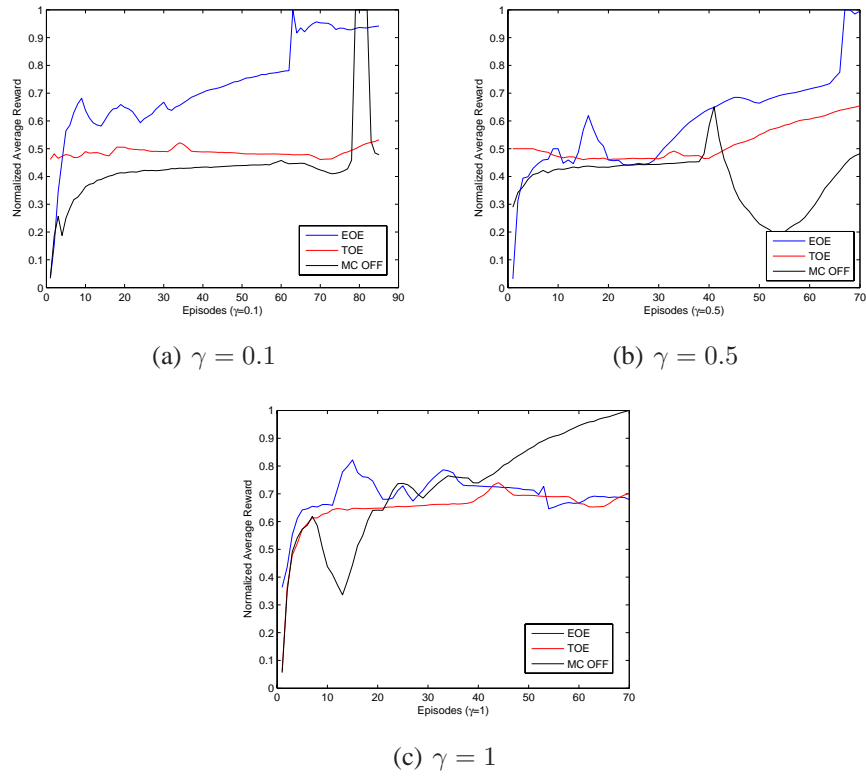 1
0.9
0.8
0.7
0.6
0.5
0.4
0.3
0.2
0.1
0
Normalized Average Reward
EOE
TOE
MC OFF
0 10 20 30 40 50 60 70 80 90
Episodes (γ=0.1)
(a) γ = 0.1
1
0.9
0.8
0.7
0.6
0.5
0.4
0.3
0.2
0.1
0
Normalized Average Reward
EOE
TOE
MC OFF
0 10 20 30 40 50 60 70
Episodes (γ=0.5)
(b) γ = 0.5
1
0.9
0.8
0.7
0.6
0.5
0.4
0.3
0.2
0.1
0
Normalized Average Reward
EOE
TOE
MC OFF
0 10 20 30 40 50 60 70
Episodes (γ=1)
(c) γ = 1